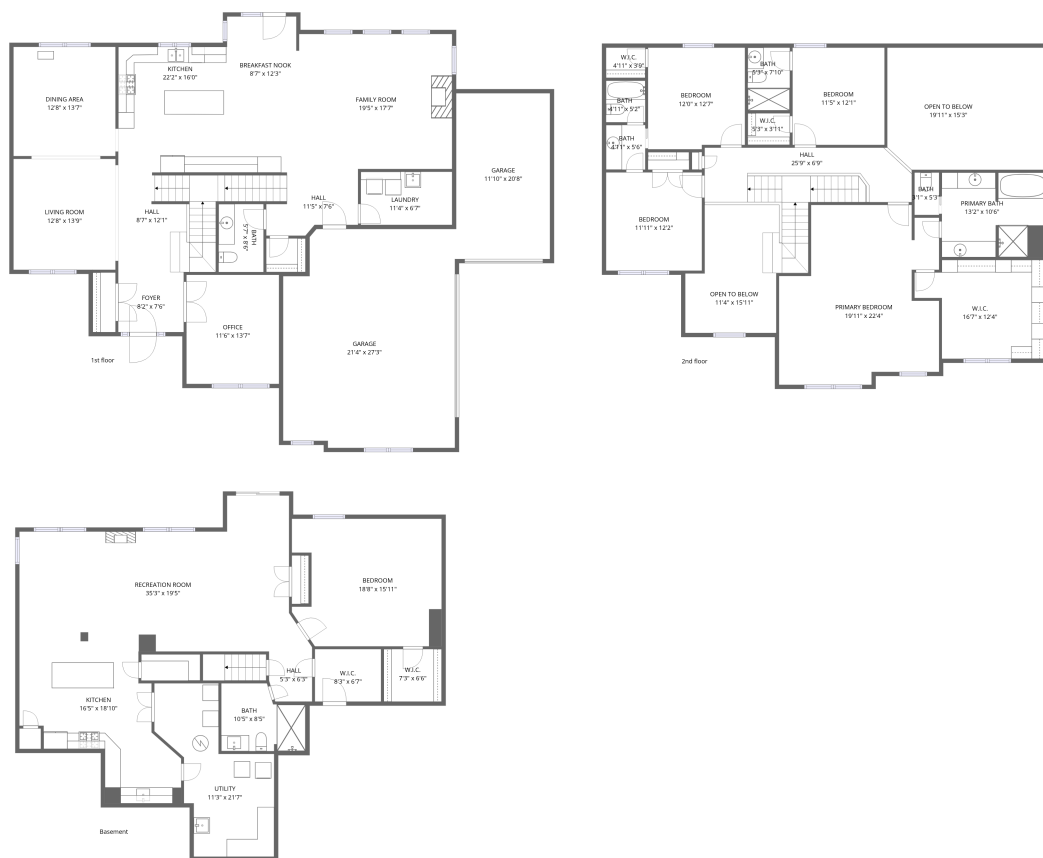 KITCHEN
22'2" x 16'0"
BREAKFAST NOOK
8'7" x 12'3"
DINING AREA
12'8" x 13'7"
FAMILY ROOM
19'5" x 17'7"
GARAGE
11'10" x 20'8"
LIVING ROOM
12'8" x 13'9"
HALL
8'7" x 12'1"
HALL
11'5" x 7'6"
LAUNDRY
11'4" x 6'7"
BATH
5'7" x 8'6"
FOYER
8'2" x 7'6"
OFFICE
11'6" x 13'7"
GARAGE
21'4" x 27'3"
1st floor
W.I.C.
4'11" x 3'9"
BATH
5'3" x 7'10"
BEDROOM
12'0" x 12'7"
BEDROOM
11'5" x 12'1"
BATH
4'11" x 5'2"
OPEN TO BELOW
19'11" x 15'3"
W.I.C.
5'3" x 3'11"
BATH
4'11" x 5'6"
HALL
25'9" x 6'9"
BATH
3'1" x 5'3"
PRIMARY BATH
13'2" x 10'6"
BEDROOM
11'11" x 12'2"
OPEN TO BELOW
11'4" x 15'11"
PRIMARY BEDROOM
19'11" x 22'4"
W.I.C.
16'7" x 12'4"
2nd floor
RECREATION ROOM
35'3" x 19'5"
BEDROOM
18'8" x 15'11"
HALL
5'3" x 6'3"
W.I.C.
8'3" x 6'7"
W.I.C.
7'3" x 6'6"
KITCHEN
16'5" x 18'10"
BATH
10'5" x 8'5"
UTILITY
11'3" x 21'7"
Basement